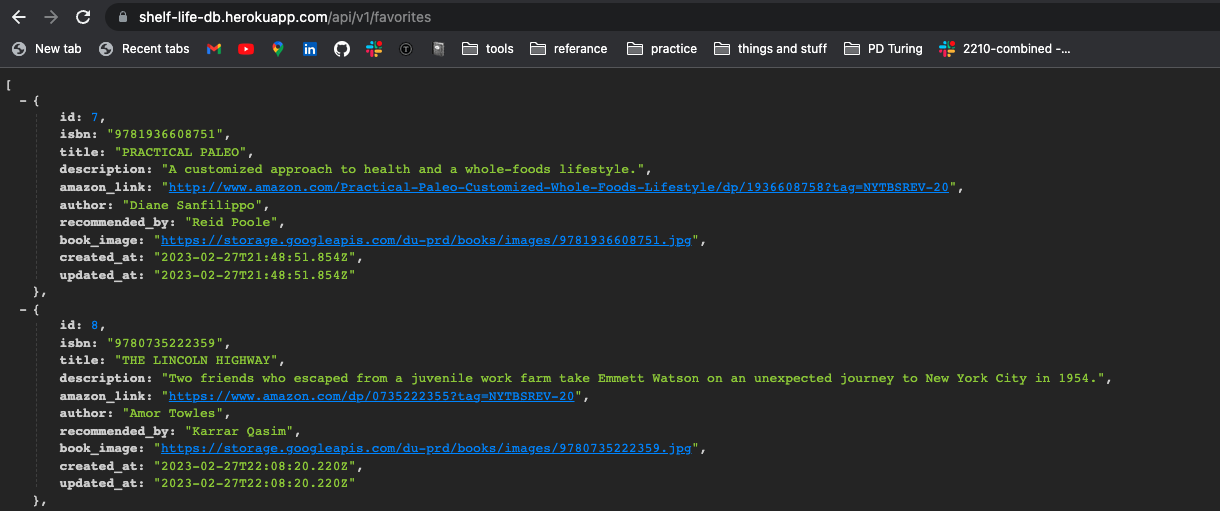 shelf-life-db.herokuapp.com/api/v1/favorites
New tab Recent tabs tools referance practice things and stuff PD Turing 2210-combined -...
[
- {
id: 7,
isbn: "9781936608751",
title: "PRACTICAL PALEO",
description: "A customized approach to health and a whole-foods lifestyle.",
amazon_link: "http://www.amazon.com/Practical-Paleo-Customized-Whole-Foods-Lifestyle/dp/1936608758?tag=NYTBSREV-20",
author: "Diane Sanfilippo",
recommended_by: "Reid Poole",
book_image: "https://storage.googleapis.com/du-prd/books/images/9781936608751.jpg",
created_at: "2023-02-27T21:48:51.854Z",
updated_at: "2023-02-27T21:48:51.854Z"
},
- {
id: 8,
isbn: "9780735222359",
title: "THE LINCOLN HIGHWAY",
description: "Two friends who escaped from a juvenile work farm take Emmett Watson on an unexpected journey to New York City in 1954.",
amazon_link: "https://www.amazon.com/dp/0735222355?tag=NYTBSREV-20",
author: "Amor Towles",
recommended_by: "Karrar Qasim",
book_image: "https://storage.googleapis.com/du-prd/books/images/9780735222359.jpg",
created_at: "2023-02-27T22:08:20.220Z",
updated_at: "2023-02-27T22:08:20.220Z"
},